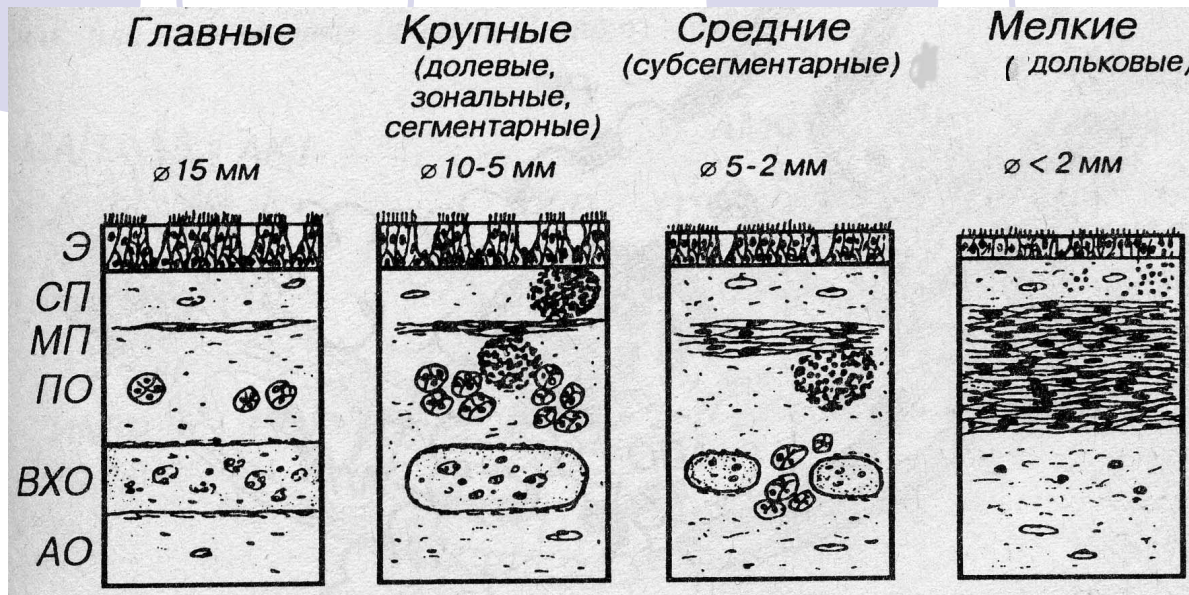 Главные
Крупные
(долевые,
зональные,
сегментарные)
Средние
(субсегментарные)
Мелкие
( дольковые)
⌀ 15 мм
⌀ 10-5 мм
⌀ 5-2 мм
⌀ < 2 мм
Э
СП
МП
ПО
ВХО
АО